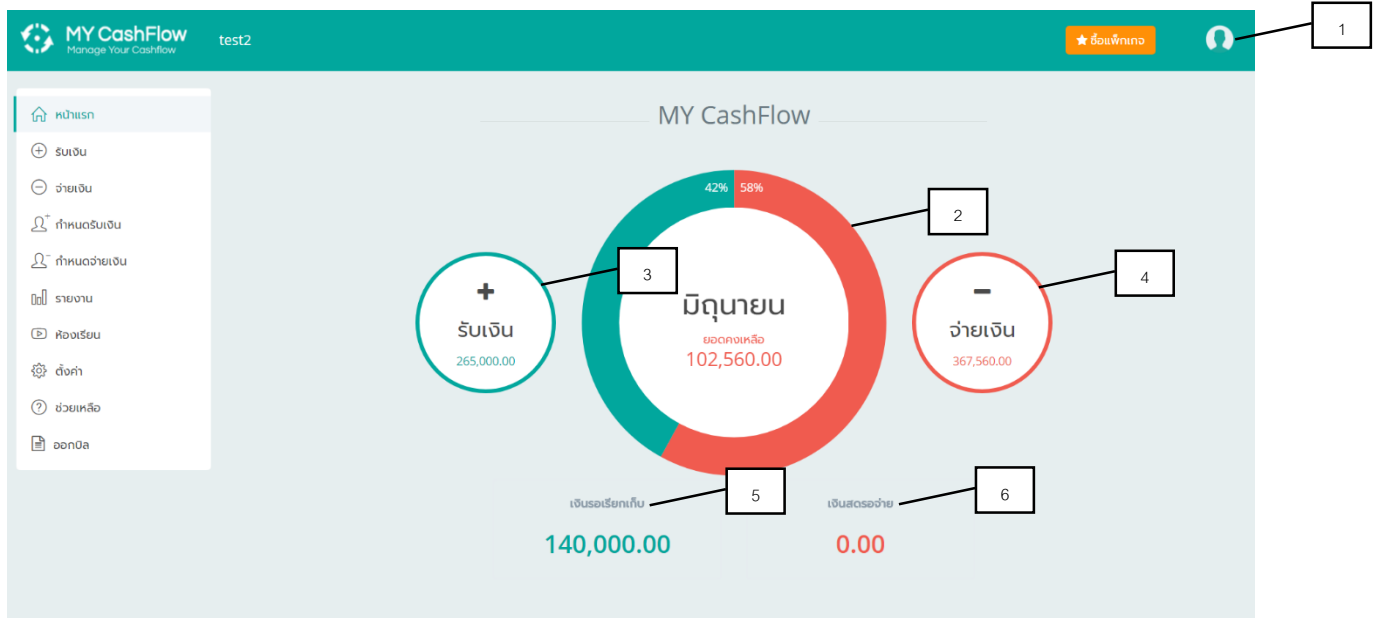 MY CashFlow
Manage Your Cashflow
test2
ซื้อแพ็กเกจ
1
หน้าแรก
รับเงิน
จ่ายเงิน
กำหนดรับเงิน
กำหนดจ่ายเงิน
รายงาน
ห้องเรียน
ตั้งค่า
ช่วยเหลือ
ออกบิล
MY CashFlow
42%
58%
2
3
4
+
รับเงิน
265,000.00
มิถุนายน
ยอดคงเหลือ
102,560.00
−
จ่ายเงิน
367,560.00
5
6
เงินรอเรียกเก็บ
140,000.00
เงินสดรอจ่าย
0.00